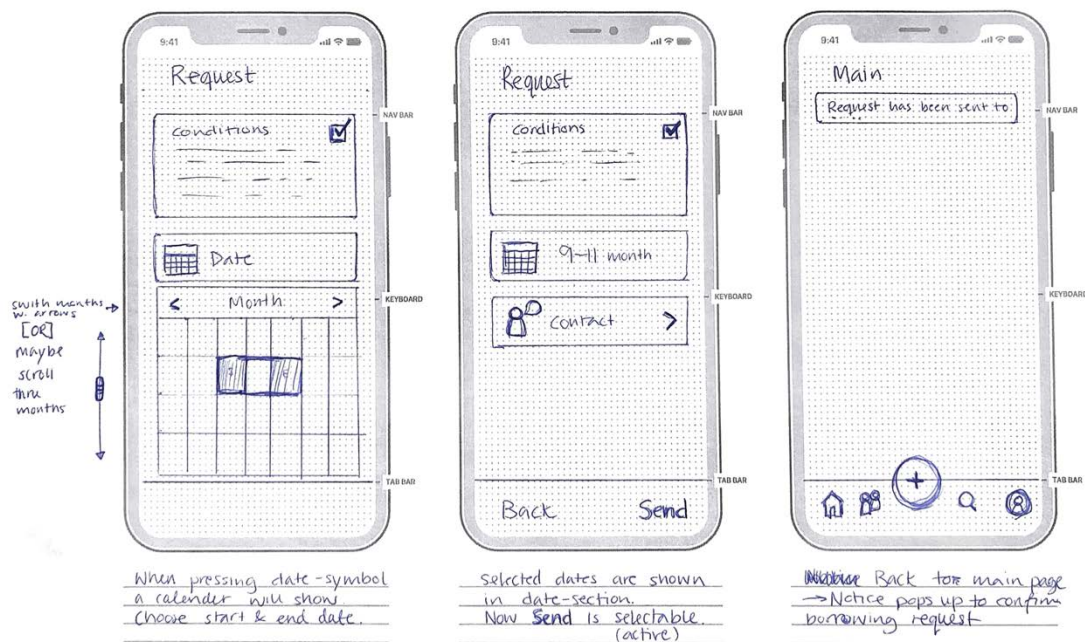 9:41
Request
NAV BAR
Conditions
Date
< Month >
KEYBOARD
swith months
w. arrows
[OR]
maybe
scroll
thru
months
TAB BAR
When pressing date-symbol
a calender will show
Choose start & end date.
9:41
Request
NAV BAR
Conditions
9-11 month
KEYBOARD
Contact >
TAB BAR
Back Send
Selected dates are shown
in date-section.
Now Send is selectable.
(active)
9:41
Main
Request has been sent to
NAV BAR
KEYBOARD
+
TAB BAR
Back to main page
→ Notice pops up to confirm
borrowing request